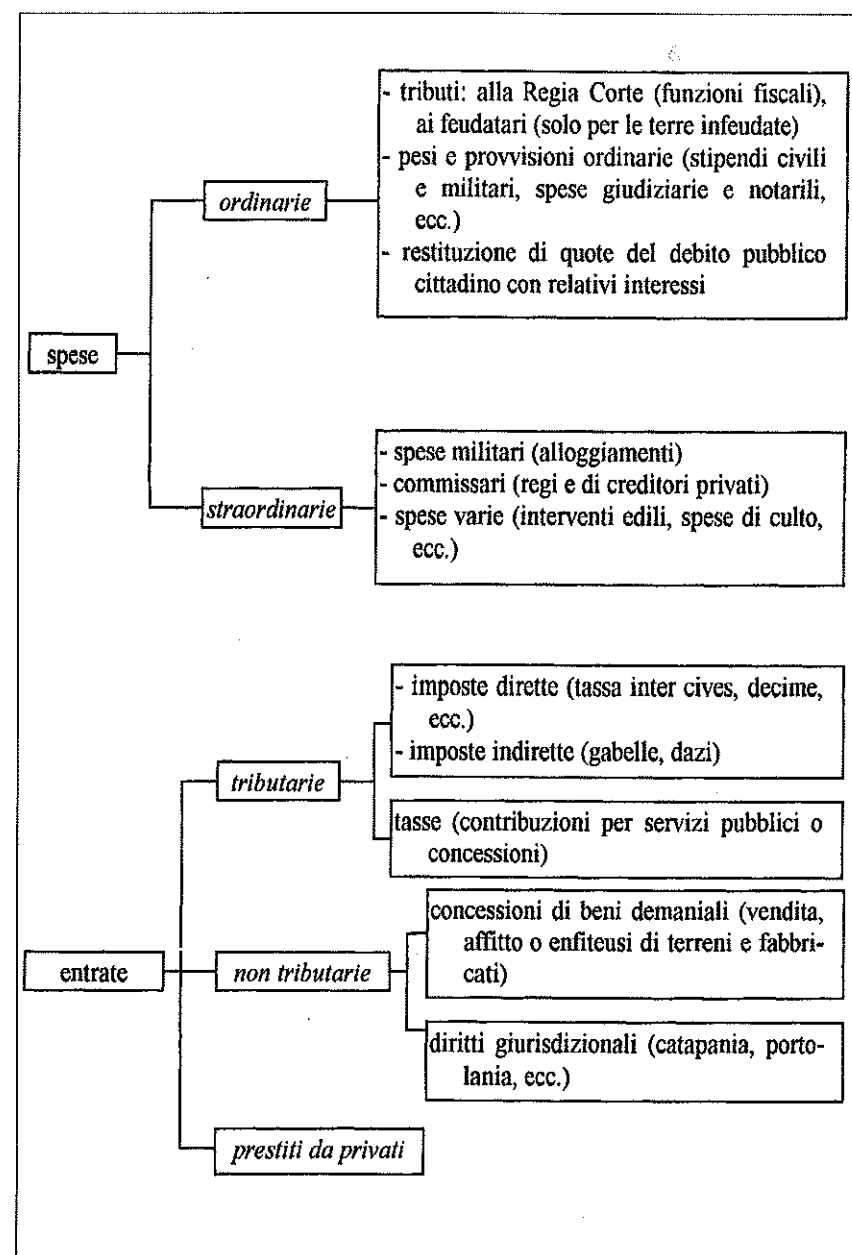 - tributi: alla Regia Corte (funzioni fiscali),
ai feudatari (solo per le terre infeudate)
- pesi e provvisioni ordinarie (stipendi civili
e militari, spese giudiziarie e notarili,
ecc.)
- restituzione di quote del debito pubblico
cittadino con relativi interessi
ordinarie
spese
straordinarie
- spese militari (alloggiamenti)
- commissari (regi e di creditori privati)
- spese varie (interventi edili, spese di culto,
ecc.)
- imposte dirette (tassa inter cives, decime,
ecc.)
- imposte indirette (gabelle, dazi)
tributarie
tasse (contribuzioni per servizi pubblici o
concessioni)
concessioni di beni demaniali (vendita,
affitto o enfiteusi di terreni e fabbri-
cati)
entrate
non tributarie
diritti giurisdizionali (catapania, porto-
lania, ecc.)
prestiti da privati